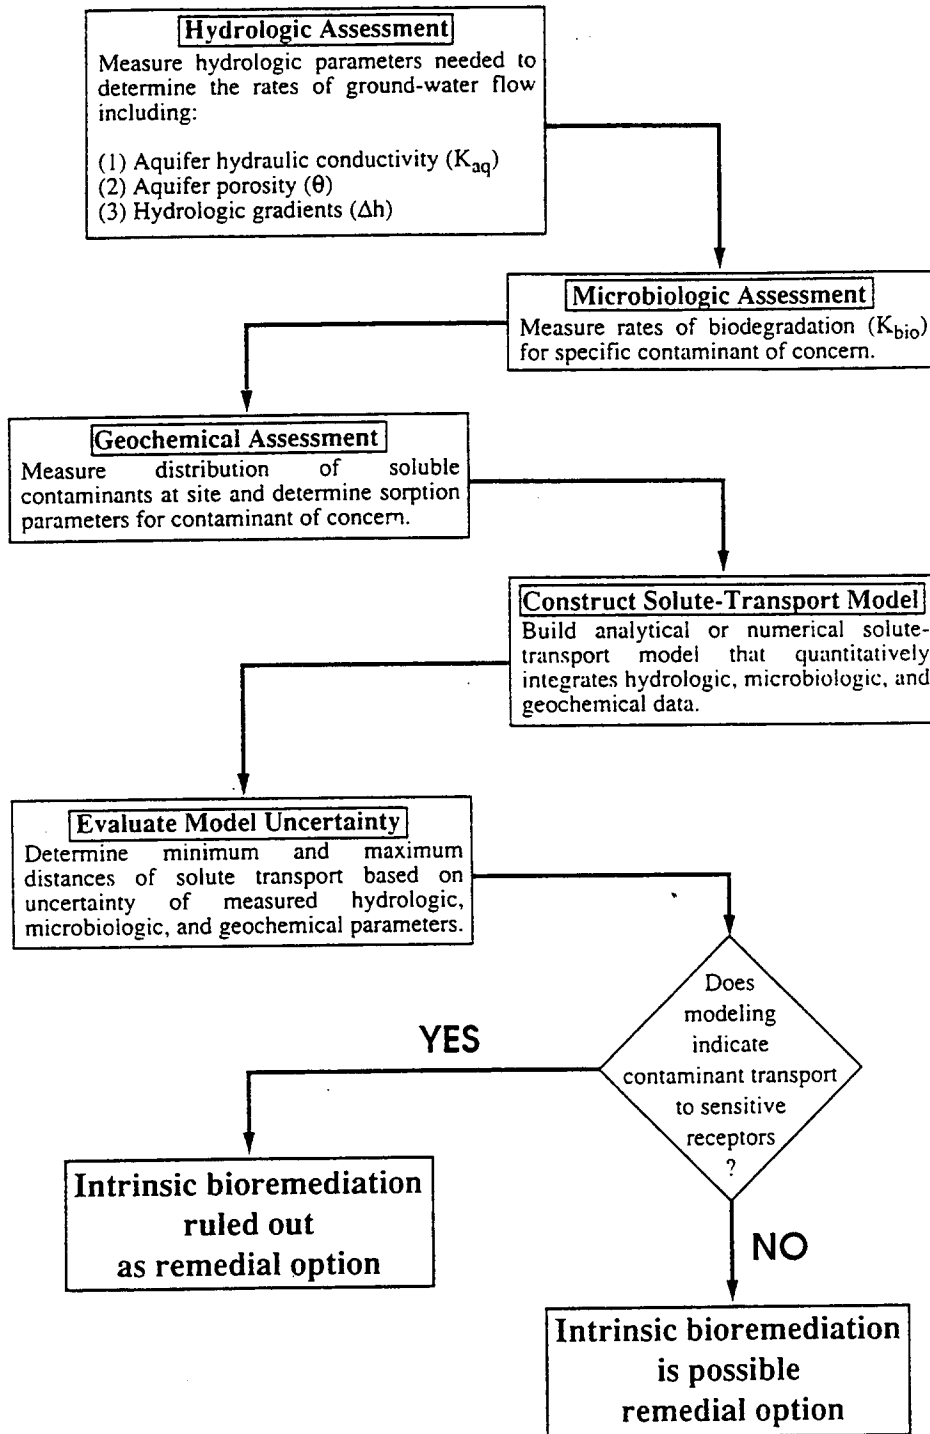 Hydrologic Assessment
Measure hydrologic parameters needed to
determine the rates of ground-water flow
including:
(1) Aquifer hydraulic conductivity (Kaq)
(2) Aquifer porosity (θ)
(3) Hydrologic gradients (Δh)
Microbiologic Assessment
Measure rates of biodegradation (Kbio)
for specific contaminant of concern.
Geochemical Assessment
Measure distribution of soluble
contaminants at site and determine sorption
parameters for contaminant of concern.
Construct Solute-Transport Model
Build analytical or numerical solute-
transport model that quantitatively
integrates hydrologic, microbiologic, and
geochemical data.
Evaluate Model Uncertainty
Determine minimum and maximum
distances of solute transport based on
uncertainty of measured hydrologic,
microbiologic, and geochemical parameters.
Does
modeling
indicate
contaminant transport
to sensitive
receptors
?
YES
Intrinsic bioremediation
ruled out
as remedial option
NO
Intrinsic bioremediation
is possible
remedial option